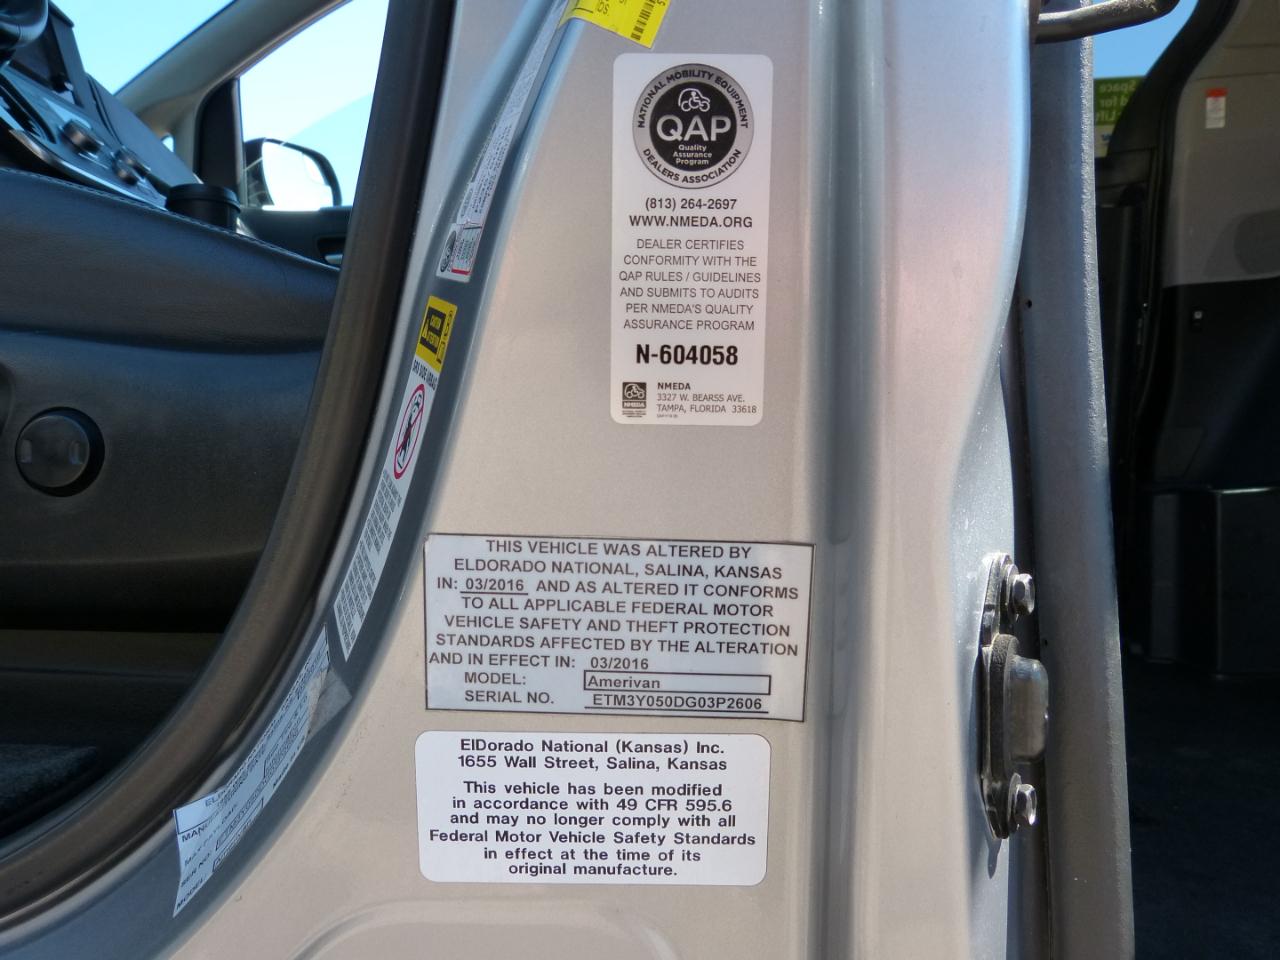 NATIONAL MOBILITY EQUIPMENT
QAP
Quality
Assurance
Program
DEALERS ASSOCIATION
(813) 264-2697
WWW.NMEDA.ORG
DEALER CERTIFIES
CONFORMITY WITH THE
QAP RULES / GUIDELINES
AND SUBMITS TO AUDITS
PER NMEDA'S QUALITY
ASSURANCE PROGRAM
N-604058
NMEDA
NMEDA
3327 W. BEARSS AVE.
TAMPA, FLORIDA 33618
THIS VEHICLE WAS ALTERED BY
ELDORADO NATIONAL, SALINA, KANSAS
IN: 03/2016 AND AS ALTERED IT CONFORMS
TO ALL APPLICABLE FEDERAL MOTOR
VEHICLE SAFETY AND THEFT PROTECTION
STANDARDS AFFECTED BY THE ALTERATION
AND IN EFFECT IN: 03/2016
MODEL: Amerivan
SERIAL NO. ETM3Y050DG03P2606
ElDorado National (Kansas) Inc.
1655 Wall Street, Salina, Kansas
This vehicle has been modified
in accordance with 49 CFR 595.6
and may no longer comply with all
Federal Motor Vehicle Safety Standards
in effect at the time of its
original manufacture.
SRS SIDE AIRBAG
MODEL: